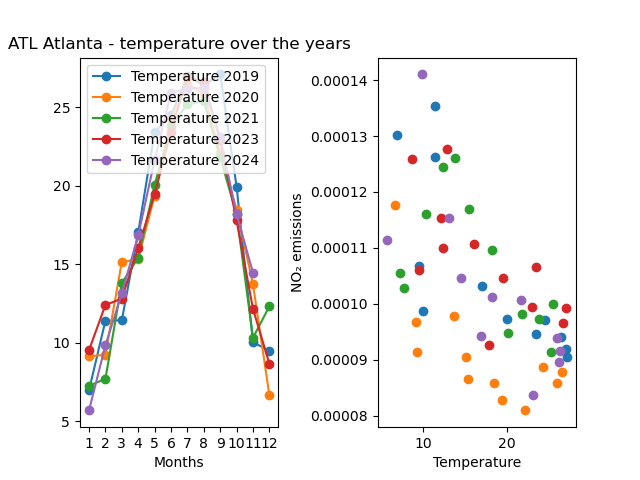 ATL Atlanta - temperature over the years
Temperature 2019
Temperature 2020
Temperature 2021
Temperature 2023
Temperature 2024
25
20
15
10
5
1 2 3 4 5 6 7 8 9 10 11 12
Months
NO₂ emissions
0.00014
0.00013
0.00012
0.00011
0.00010
0.00009
0.00008
10 20
Temperature